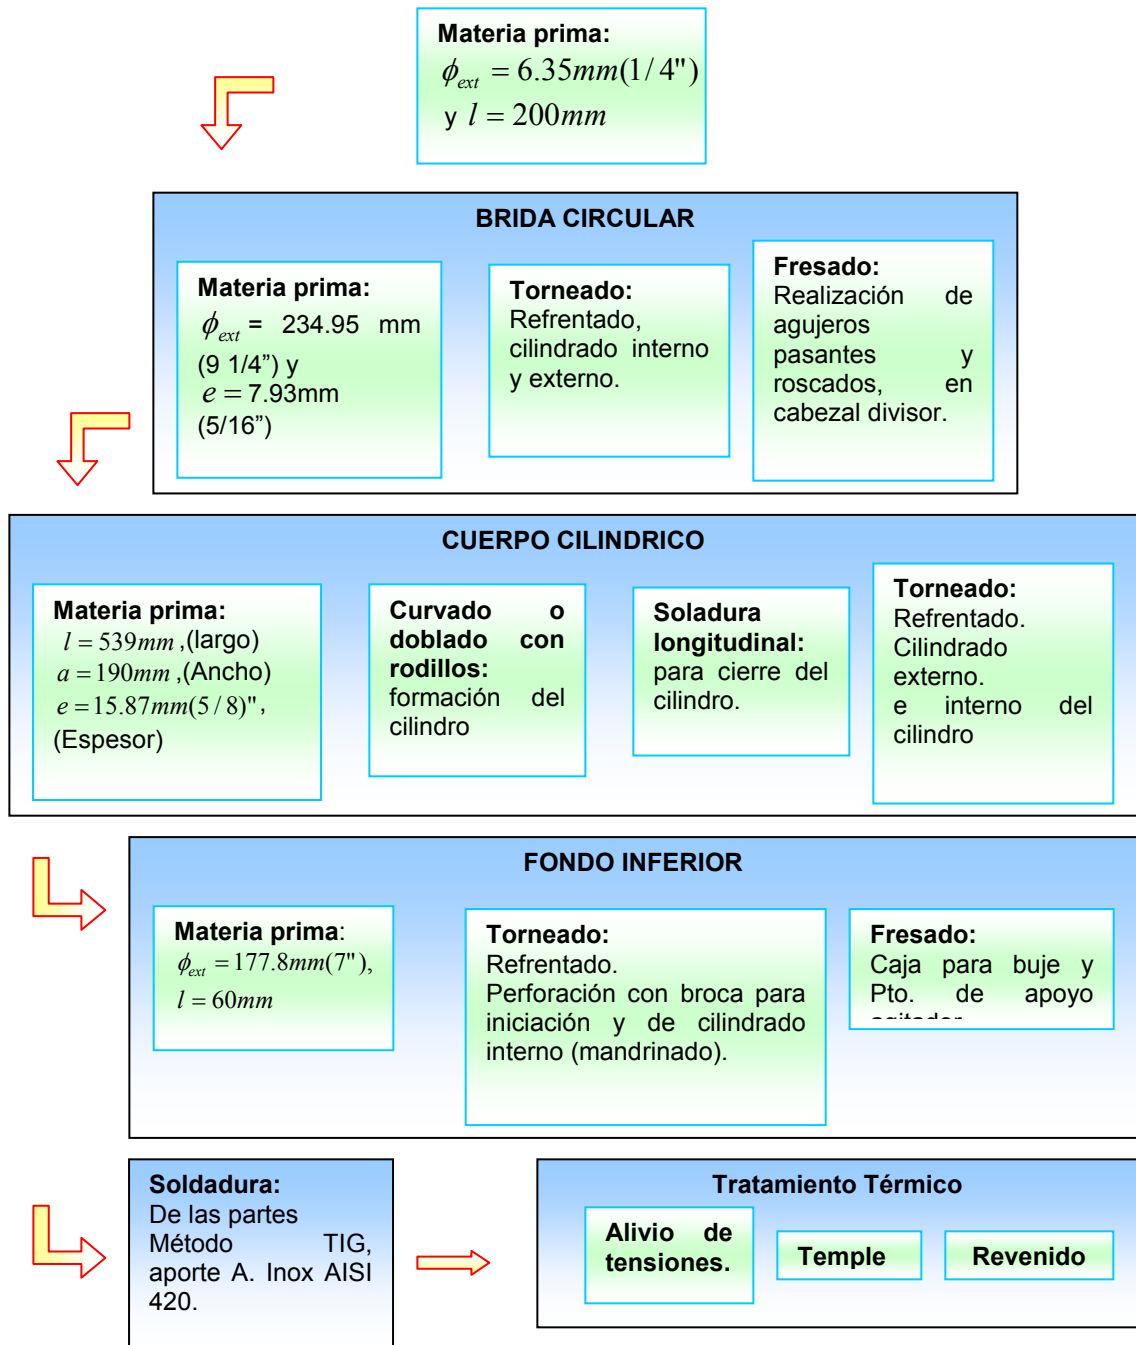 Materia prima:
ϕext = 6.35mm(1/4")
y l = 200mm
BRIDA CIRCULAR
Materia prima:
ϕext = 234.95 mm
(9 1/4”) y
e = 7.93mm
(5/16”)
Torneado:
Refrentado,
cilindrado interno
y externo.
Fresado:
Realización de
agujeros
pasantes y
roscados, en
cabezal divisor.
CUERPO CILINDRICO
Materia prima:
l = 539mm ,(largo)
a = 190mm ,(Ancho)
e = 15.87mm(5/8)" ,
(Espesor)
Curvado o
doblado con
rodillos:
formación del
cilindro
Soladura
longitudinal:
para cierre del
cilindro.
Torneado:
Refrentado.
Cilindrado
externo.
e interno del
cilindro
FONDO INFERIOR
Materia prima:
ϕext = 177.8mm(7"),
l = 60mm
Torneado:
Refrentado.
Perforación con broca para
iniciación y de cilindrado
interno (mandrinado).
Fresado:
Caja para buje y
Pto. de apoyo
Soldadura:
De las partes
Método TIG,
aporte A. Inox AISI
420.
Tratamiento Térmico
Alivio de
tensiones.
Temple
Revenido